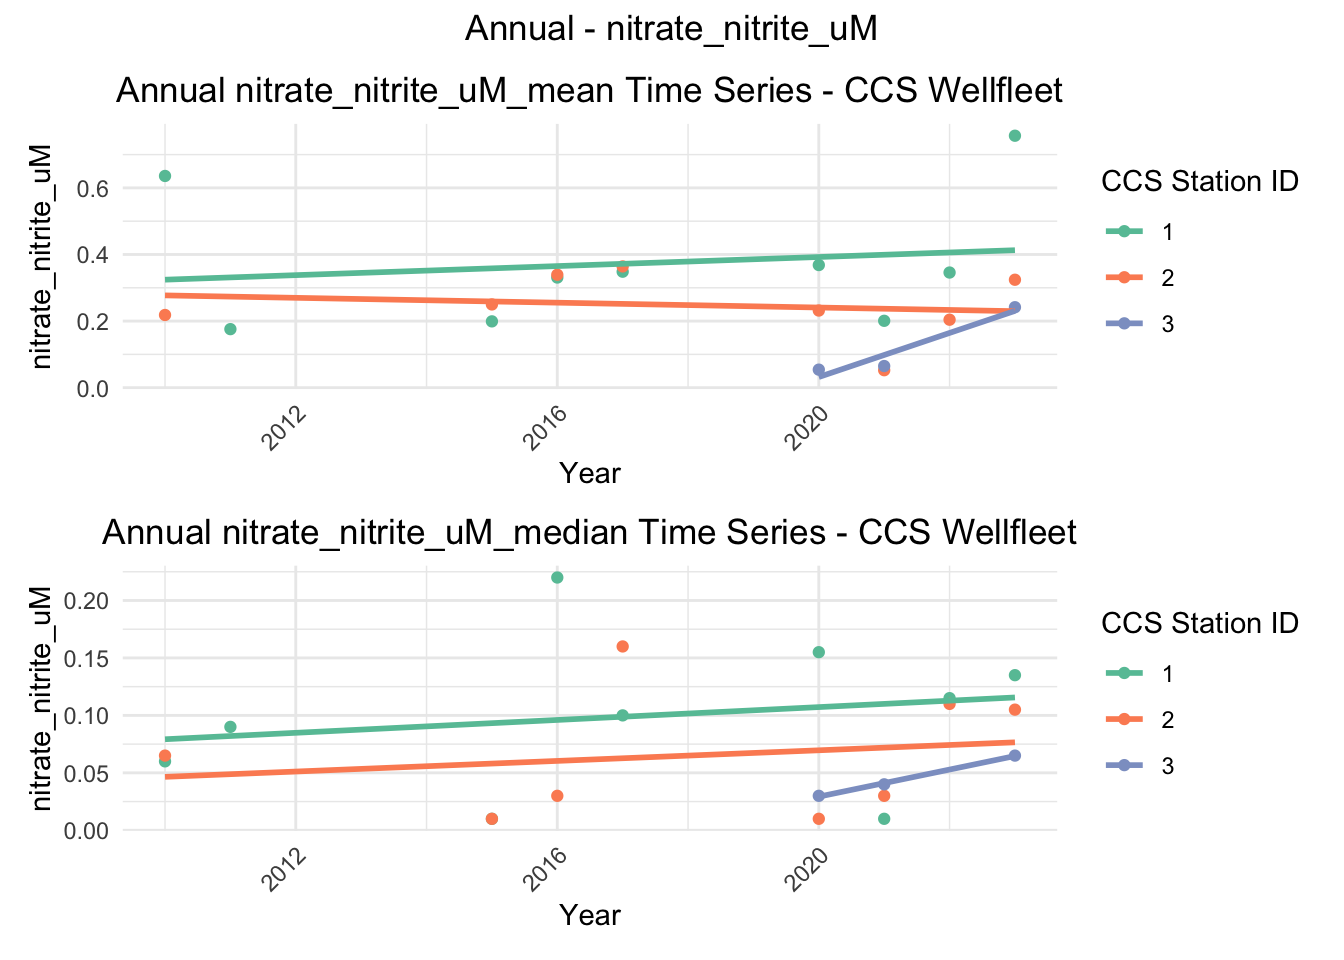 Annual - nitrate_nitrite_uM
Annual nitrate_nitrite_uM_mean Time Series - CCS Wellfleet
nitrate_nitrite_uM
0.6
0.4
0.2
0.0
2012
2016
2020
Year
CCS Station ID
1
2
3
Annual nitrate_nitrite_uM_median Time Series - CCS Wellfleet
nitrate_nitrite_uM
0.20
0.15
0.10
0.05
0.00
2012
2016
2020
Year
CCS Station ID
1
2
3